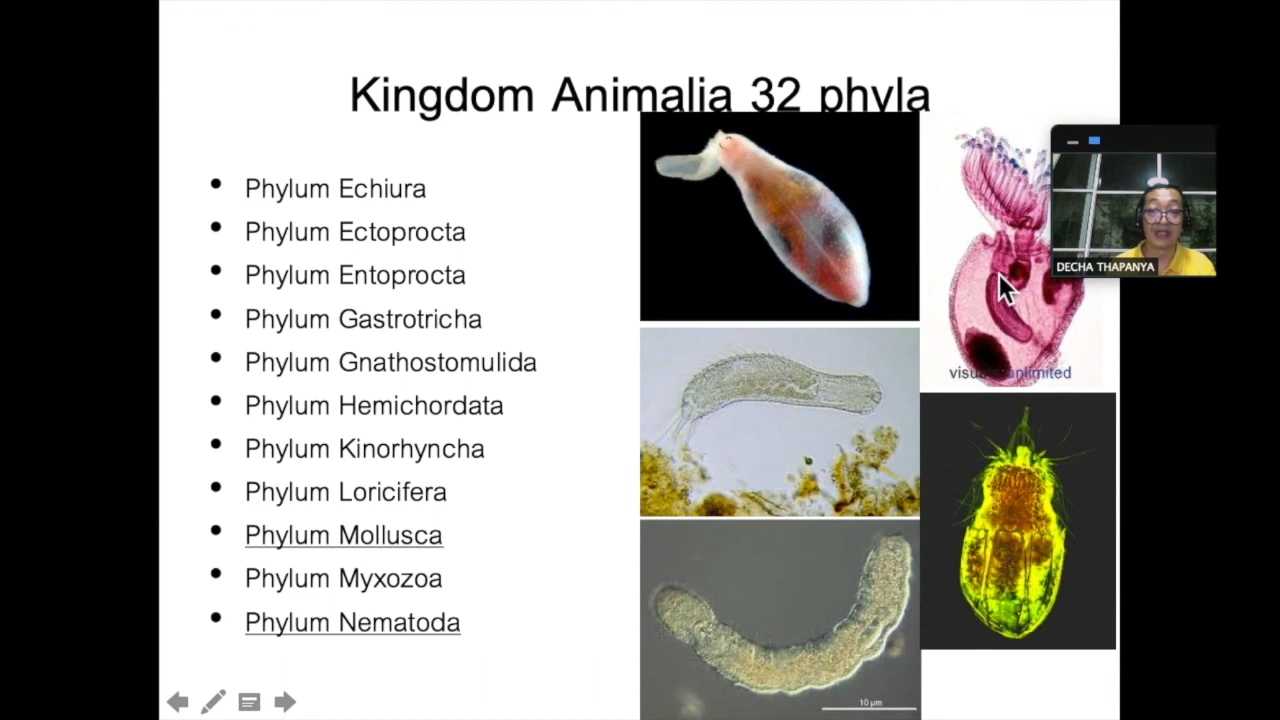 Kingdom Animalia 32 phyla
• Phylum Echiura
• Phylum Ectoprocta
• Phylum Entoprocta
• Phylum Gastrotricha
• Phylum Gnathostomulida
• Phylum Hemichordata
• Phylum Kinorhyncha
• Phylum Loricifera
• Phylum Mollusca
• Phylum Myxozoa
• Phylum Nematoda
DECHA THAPANYA
unlimited
10 µm